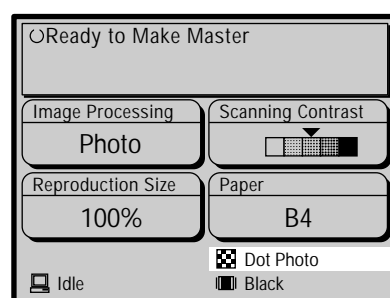 Ready to Make Master
Image Processing
Photo
Scanning Contrast
Reproduction Size
100%
Paper
B4
Dot Photo
Idle
Black